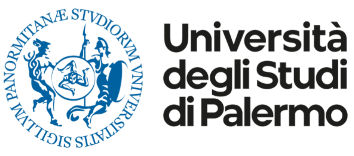 SIGILLVM PANORMITANÆ STVDIORVM VNIVERSITATIS
Università
degli Studi
di Palermo